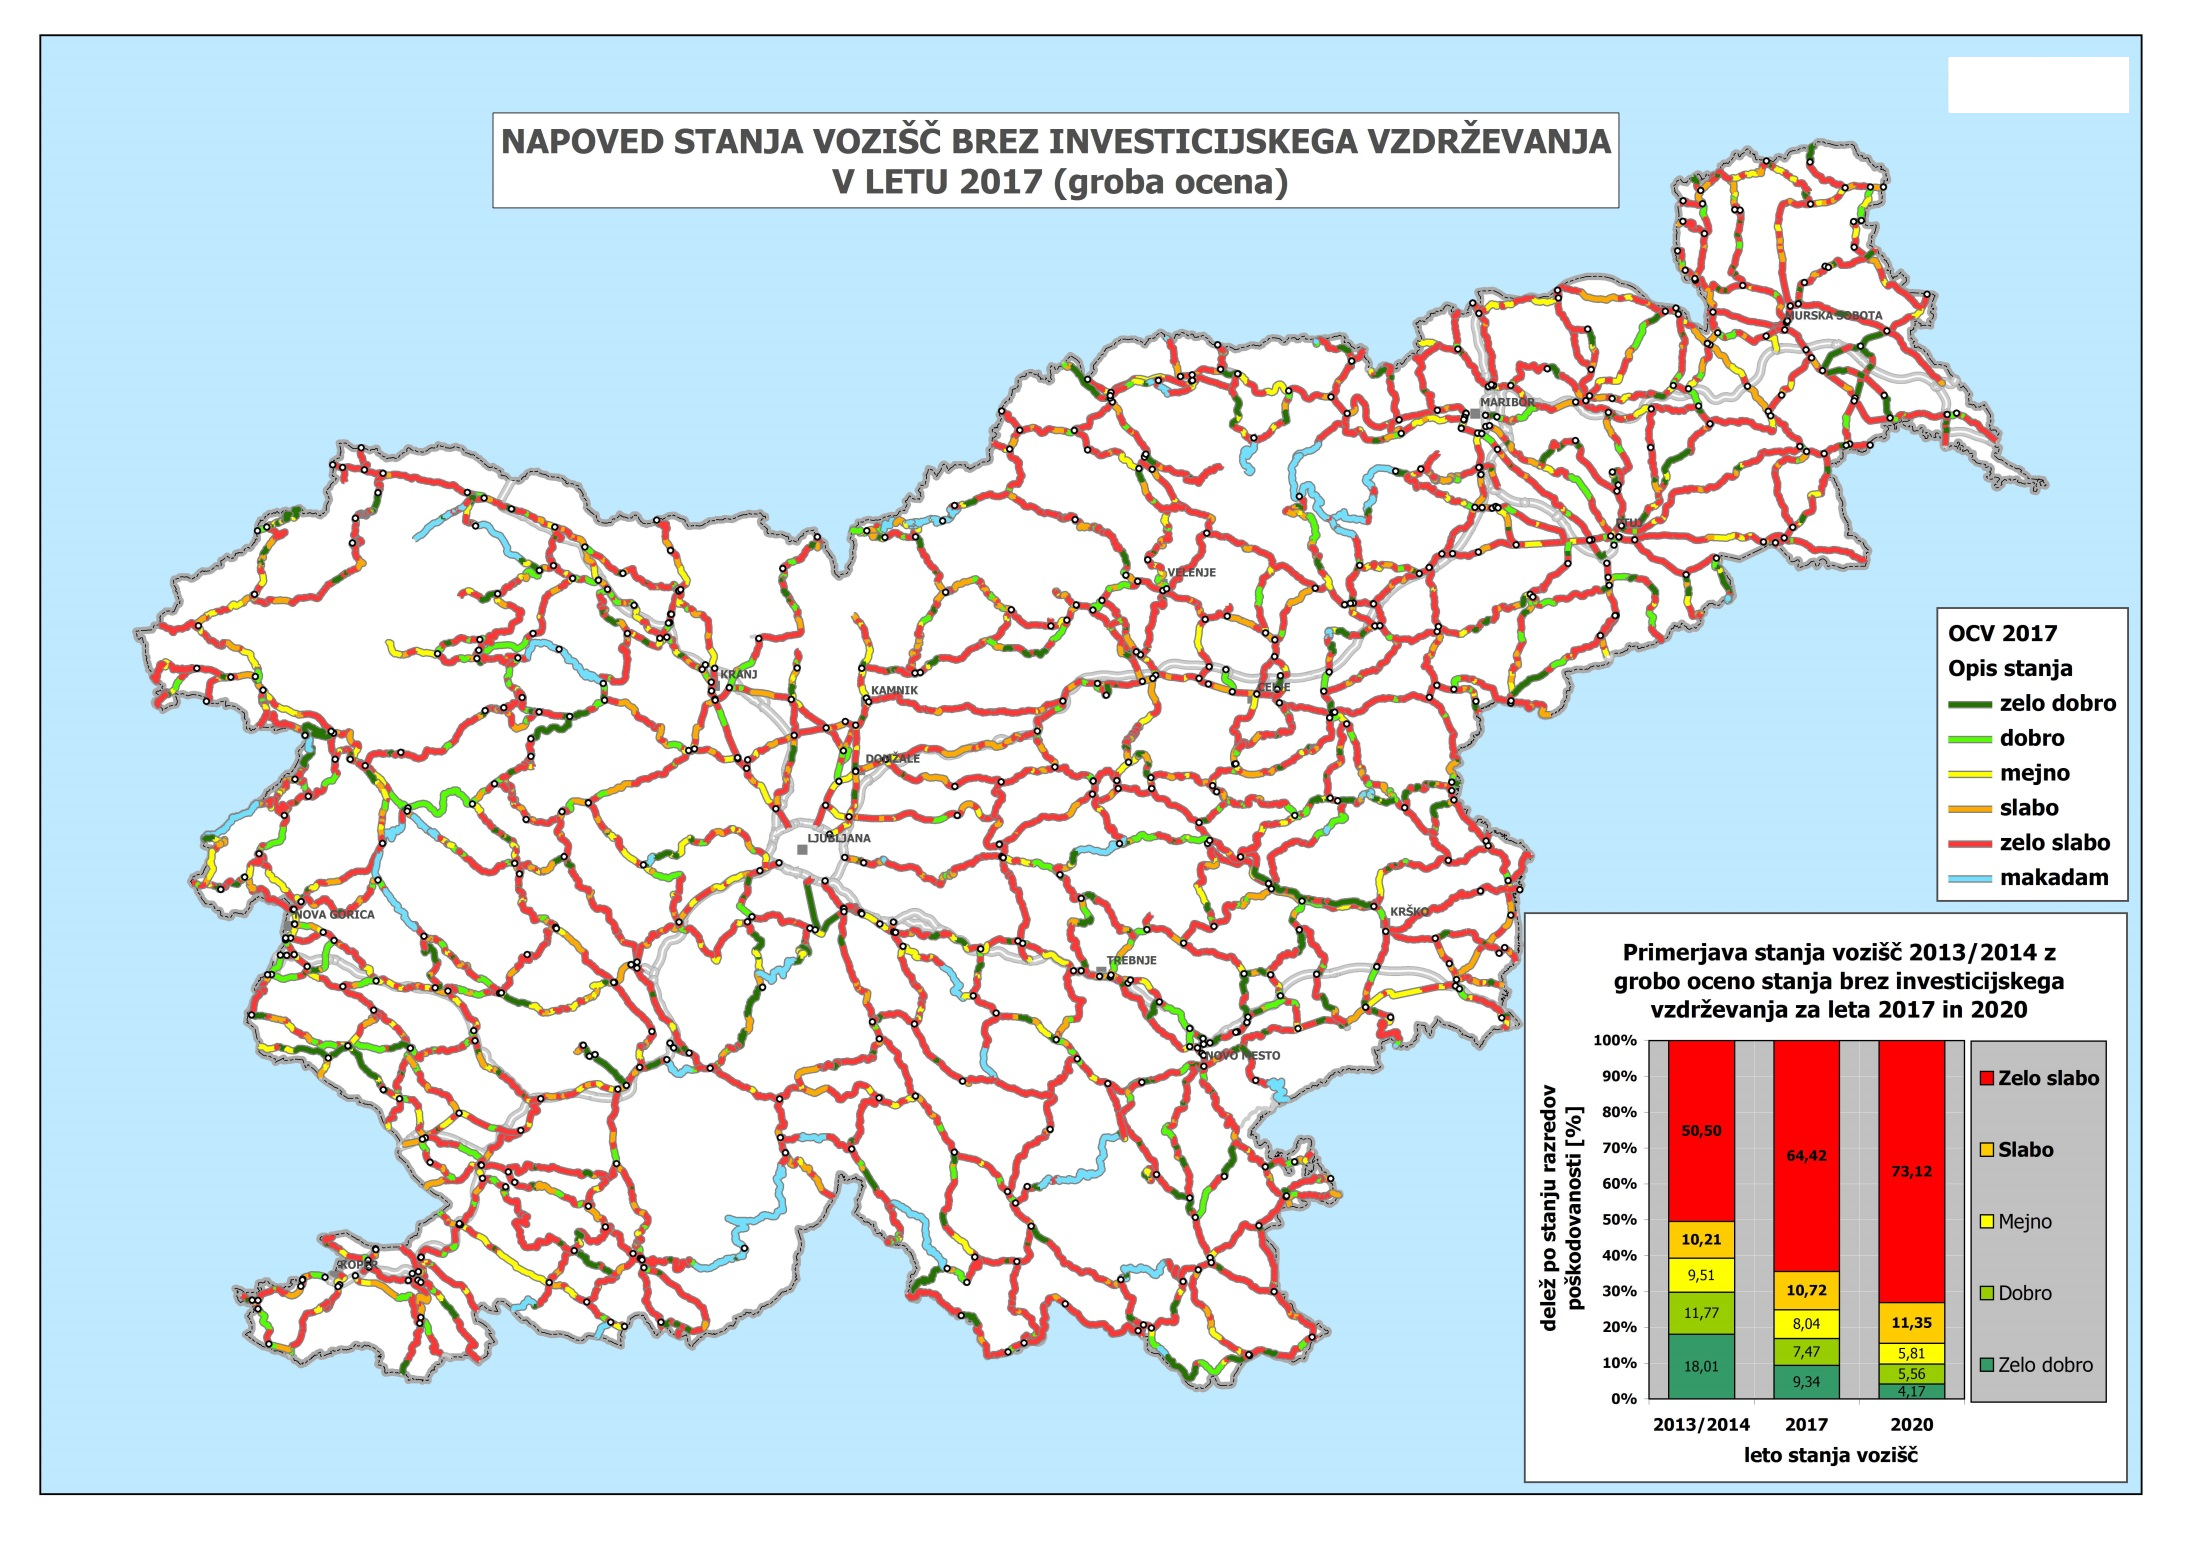 NAPOVED STANJA VOZIŠČ BREZ INVESTICIJSKEGA VZDRŽEVANJA
V LETU 2017 (groba ocena)
MURSKA SOBOTA
MARIBOR
PTUJ
VELENJE
KRANJ
KAMNIK
CELJE
DOMŽALE
LJUBLJANA
NOVA GORICA
KRŠKO
TREBNJE
NOVO MESTO
KOPER
OCV 2017
Opis stanja
zelo dobro
dobro
mejno
slabo
zelo slabo
makadam
Primerjava stanja vozišč 2013/2014 z
grobo oceno stanja brez investicijskega
vzdrževanja za leta 2017 in 2020
delež po stanju razredov
poškodovanosti [%]
100%
90%
80%
70%
60%
50%
40%
30%
20%
10%
0%
50,50
10,21
9,51
11,77
18,01
64,42
10,72
8,04
7,47
9,34
73,12
11,35
5,81
5,56
4,17
2013/2014 2017 2020
leto stanja vozišč
Zelo slabo
Slabo
Mejno
Dobro
Zelo dobro